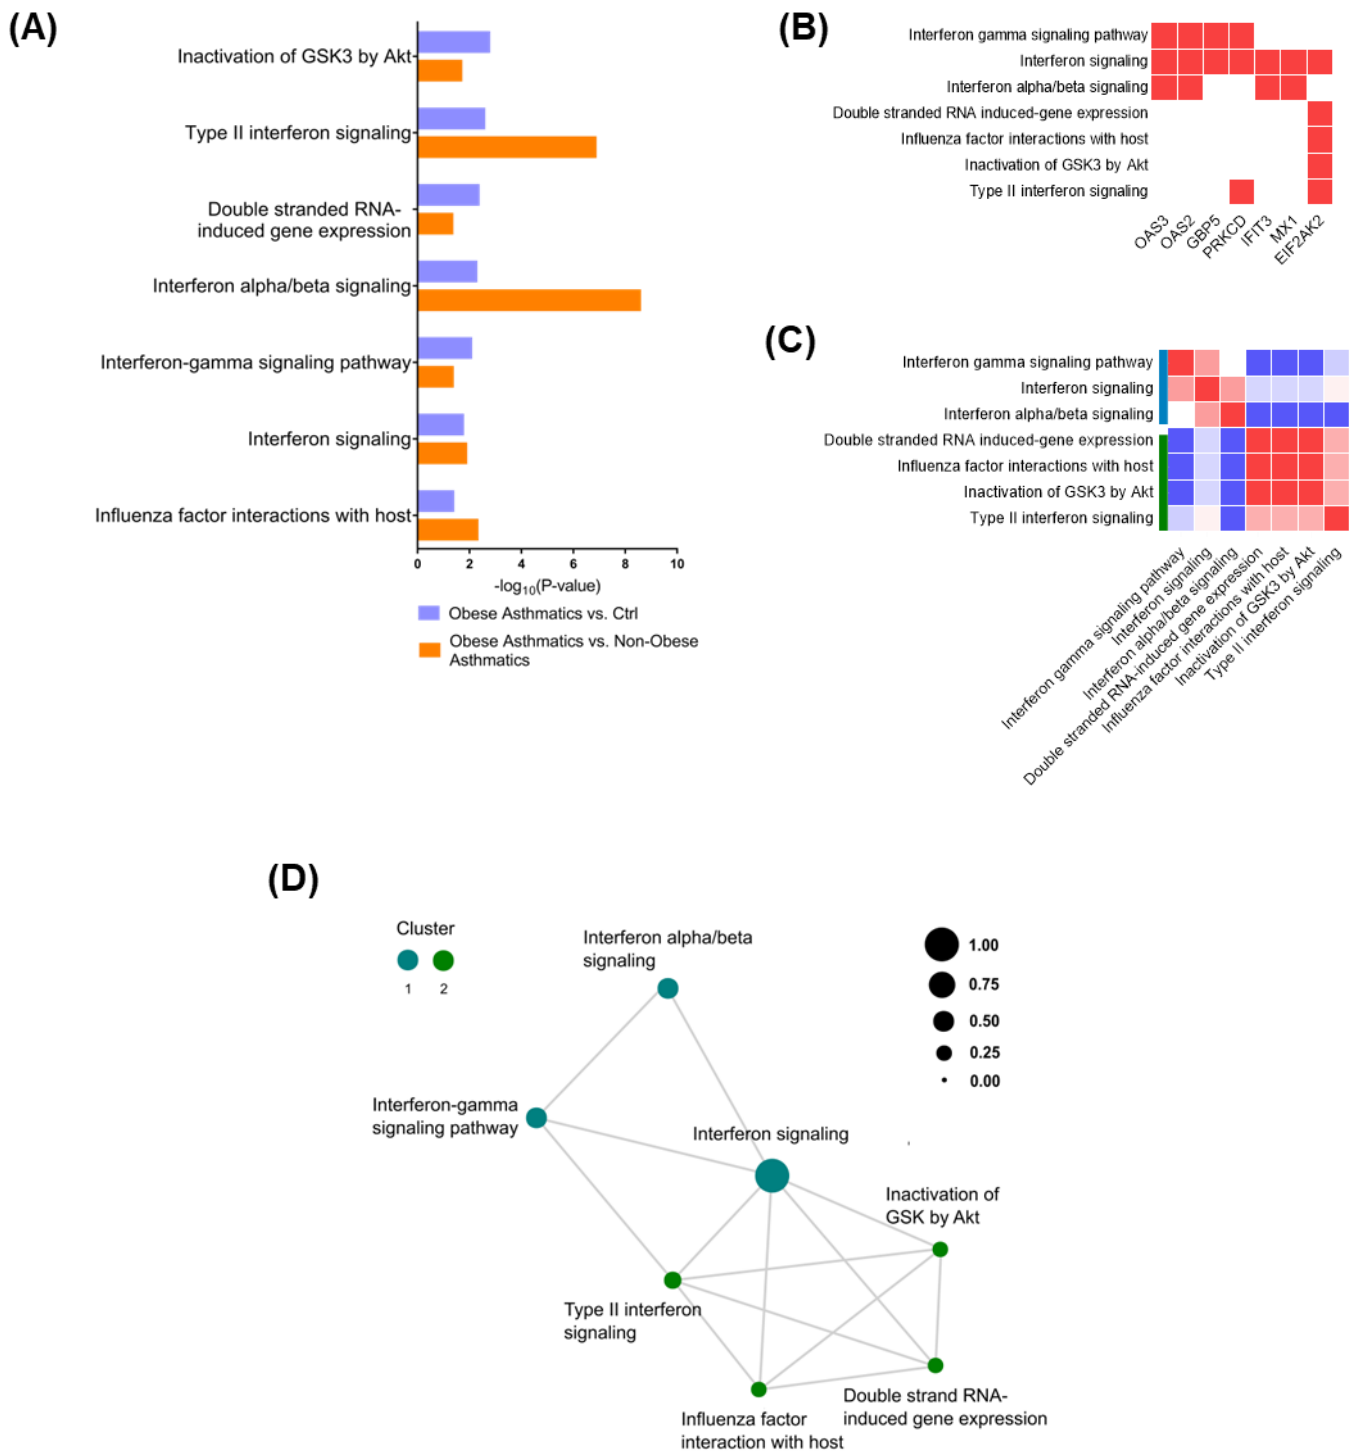 (A)
Inactivation of GSK3 by Akt
Type II interferon signaling
Double stranded RNA-
induced gene expression
Interferon alpha/beta signaling
Interferon-gamma signaling pathway
Interferon signaling
Influenza factor interactions with host
0 2 4 6 8 10
-log10(P-value)
Obese Asthmatics vs. Ctrl
Obese Asthmatics vs. Non-Obese
Asthmatics
(B)
Interferon gamma signaling pathway
Interferon signaling
Interferon alpha/beta signaling
Double stranded RNA induced-gene expression
Influenza factor interactions with host
Inactivation of GSK3 by Akt
Type II interferon signaling
OAS3
OAS2
GBP5
PRKCD
IFIT3
MX1
EIF2AK2
(C)
Interferon gamma signaling pathway
Interferon signaling
Interferon alpha/beta signaling
Double stranded RNA induced-gene expression
Influenza factor interactions with host
Inactivation of GSK3 by Akt
Type II interferon signaling
Interferon gamma signaling pathway
Interferon signaling
Interferon alpha/beta signaling
Double stranded RNA-induced gene expression
Influenza factor interactions with host
Inactivation of GSK3 by Akt
Type II interferon signaling
(D)
Cluster
1 2
Interferon alpha/beta
signaling
1.00
0.75
0.50
0.25
0.00
Interferon-gamma
signaling pathway
Interferon signaling
Inactivation of
GSK by Akt
Type II interferon
signaling
Double strand RNA-
induced gene expression
Influenza factor
interaction with host